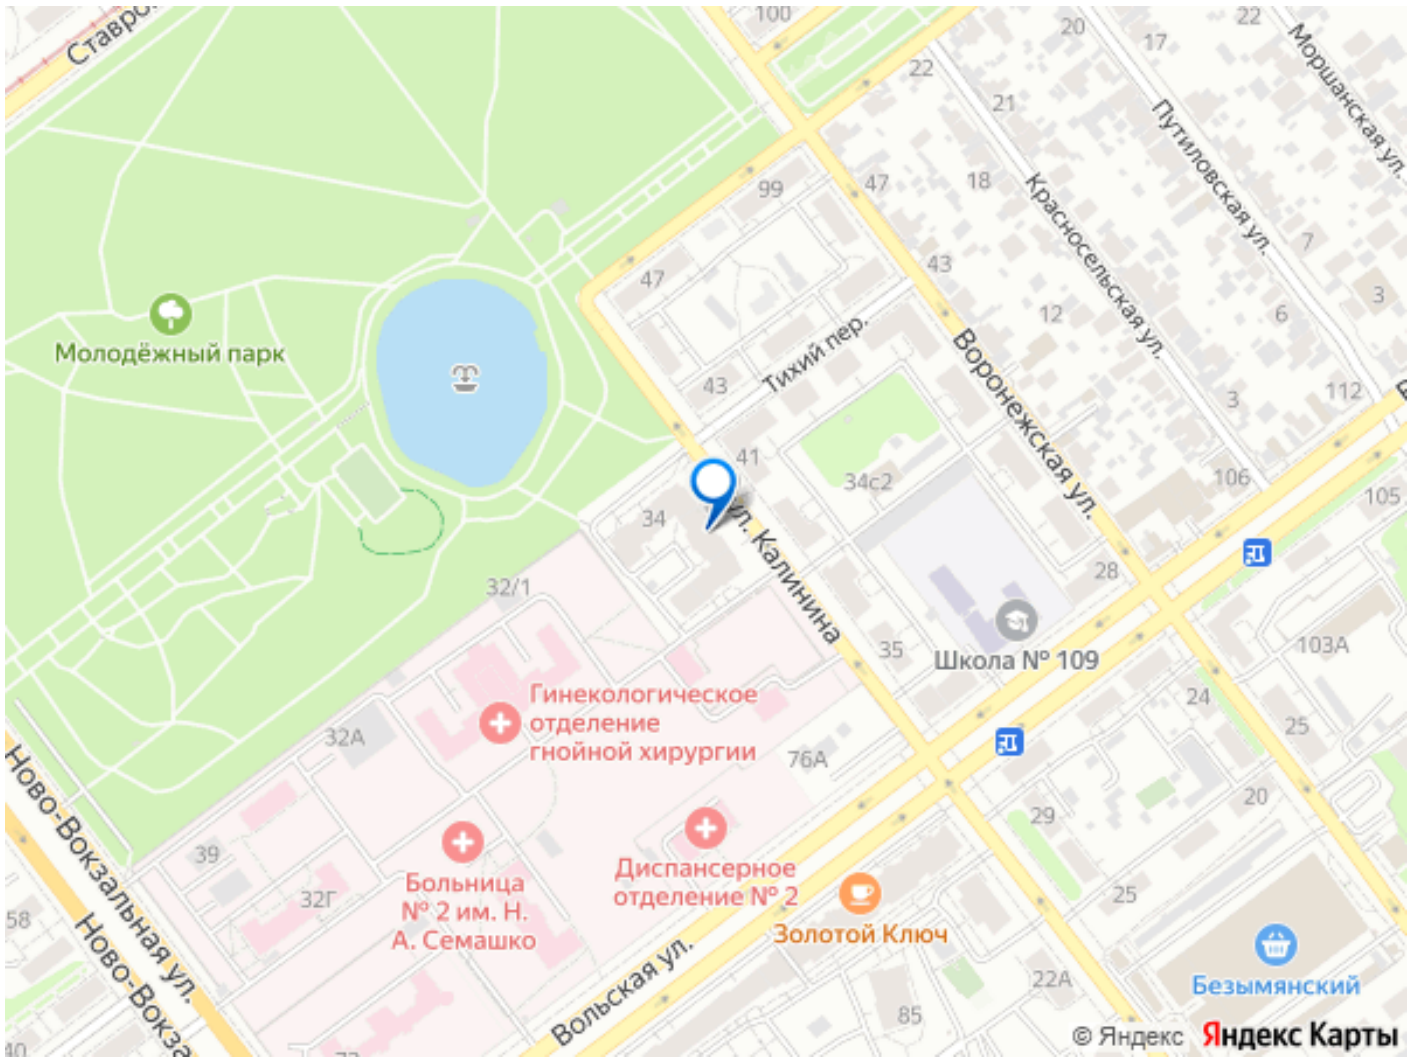 100
20
22
17
Моршанская ул.
22
21
Путиловская ул.
99
47
18
Красносельская ул.
7
47
43
3
12
6
Молодёжный парк
Тихий пер.
Воронежская ул.
43
3
112
41
34с2
106
105
34
ул. Калинина
32/1
28
35
Школа № 109
103А
Гинекологическое
отделение
гнойной хирургии
24
25
32А
76А
Ново-Вокзальная ул.
20
29
39
Диспансерное
отделение № 2
Больница
№ 2 им. Н.
А. Семашко
32Г
25
58
Золотой Ключ
Вольская ул.
22А
Безымянский
85
© Яндекс Яндекс Карты